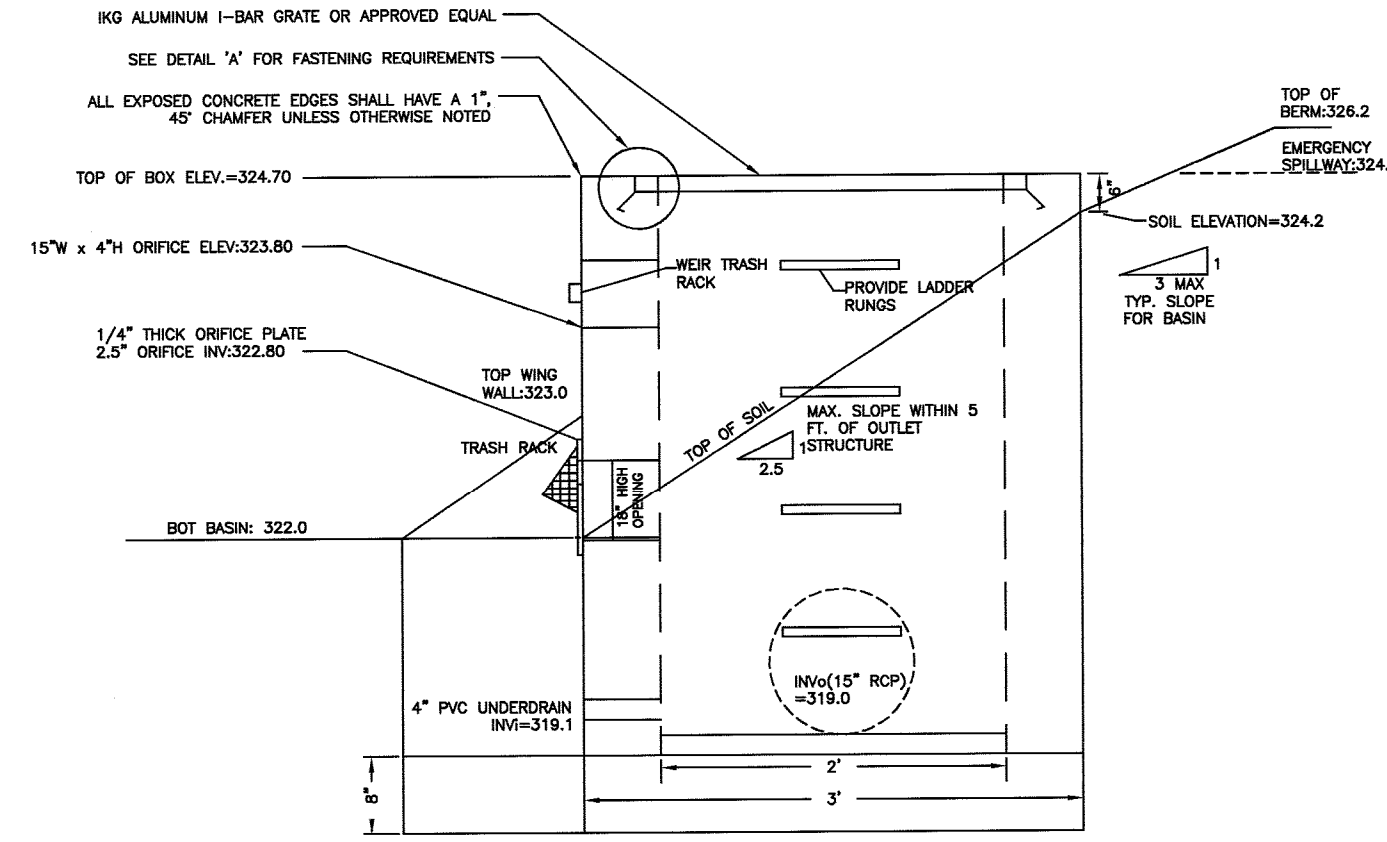 IKG ALUMINUM I-BAR GRATE OR APPROVED EQUAL
SEE DETAIL 'A' FOR FASTENING REQUIREMENTS
ALL EXPOSED CONCRETE EDGES SHALL HAVE A 1",
45° CHAMFER UNLESS OTHERWISE NOTED
TOP OF BOX ELEV.=324.70
15"W x 4"H ORIFICE ELEV:323.80
1/4" THICK ORIFICE PLATE
2.5" ORIFICE INV:322.80
TOP WING
WALL:323.0
TRASH RACK
BOT BASIN: 322.0
4" PVC UNDERDRAIN
INVi=319.1
8"
WEIR TRASH
RACK
PROVIDE LADDER
RUNGS
TOP OF SOIL
MAX. SLOPE WITHIN 5
FT. OF OUTLET
STRUCTURE
1
2.5
18" HIGH
OPENING
INVo(15" RCP)
=319.0
2'
3'
TOP OF
BERM:326.2
EMERGENCY
SPILLWAY:324.
6"
SOIL ELEVATION=324.2
1
3 MAX
TYP. SLOPE
FOR BASIN